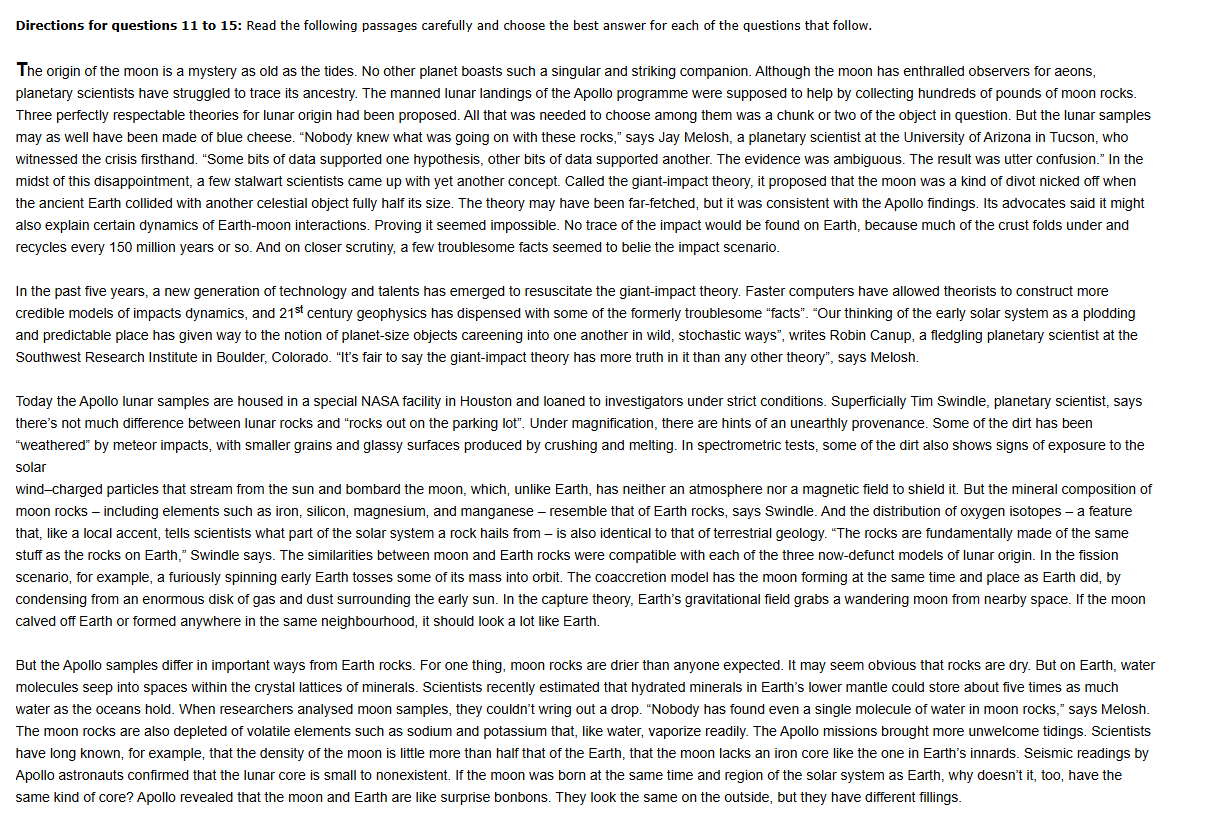 Directions for questions 11 to 15: Read the following passages carefully and choose the best answer for each of the questions that follow.
The origin of the moon is a mystery as old as the tides. No other planet boasts such a singular and striking companion. Although the moon has enthralled observers for aeons,
planetary scientists have struggled to trace its ancestry. The manned lunar landings of the Apollo programme were supposed to help by collecting hundreds of pounds of moon rocks.
Three perfectly respectable theories for lunar origin had been proposed. All that was needed to choose among them was a chunk or two of the object in question. But the lunar samples
may as well have been made of blue cheese. “Nobody knew what was going on with these rocks,” says Jay Melosh, a planetary scientist at the University of Arizona in Tucson, who
witnessed the crisis firsthand. “Some bits of data supported one hypothesis, other bits of data supported another. The evidence was ambiguous. The result was utter confusion.” In the
midst of this disappointment, a few stalwart scientists came up with yet another concept. Called the giant-impact theory, it proposed that the moon was a kind of divot nicked off when
the ancient Earth collided with another celestial object fully half its size. The theory may have been far-fetched, but it was consistent with the Apollo findings. Its advocates said it might
also explain certain dynamics of Earth-moon interactions. Proving it seemed impossible. No trace of the impact would be found on Earth, because much of the crust folds under and
recycles every 150 million years or so. And on closer scrutiny, a few troublesome facts seemed to belie the impact scenario.
In the past five years, a new generation of technology and talents has emerged to resuscitate the giant-impact theory. Faster computers have allowed theorists to construct more
credible models of impacts dynamics, and 21st century geophysics has dispensed with some of the formerly troublesome “facts”. “Our thinking of the early solar system as a plodding
and predictable place has given way to the notion of planet-size objects careening into one another in wild, stochastic ways”, writes Robin Canup, a fledgling planetary scientist at the
Southwest Research Institute in Boulder, Colorado. “It’s fair to say the giant-impact theory has more truth in it than any other theory”, says Melosh.
Today the Apollo lunar samples are housed in a special NASA facility in Houston and loaned to investigators under strict conditions. Superficially Tim Swindle, planetary scientist, says
there’s not much difference between lunar rocks and “rocks out on the parking lot”. Under magnification, there are hints of an unearthly provenance. Some of the dirt has been
“weathered” by meteor impacts, with smaller grains and glassy surfaces produced by crushing and melting. In spectrometric tests, some of the dirt also shows signs of exposure to the
solar
wind–charged particles that stream from the sun and bombard the moon, which, unlike Earth, has neither an atmosphere nor a magnetic field to shield it. But the mineral composition of
moon rocks – including elements such as iron, silicon, magnesium, and manganese – resemble that of Earth rocks, says Swindle. And the distribution of oxygen isotopes – a feature
that, like a local accent, tells scientists what part of the solar system a rock hails from – is also identical to that of terrestrial geology. “The rocks are fundamentally made of the same
stuff as the rocks on Earth,” Swindle says. The similarities between moon and Earth rocks were compatible with each of the three now-defunct models of lunar origin. In the fission
scenario, for example, a furiously spinning early Earth tosses some of its mass into orbit. The coaccretion model has the moon forming at the same time and place as Earth did, by
condensing from an enormous disk of gas and dust surrounding the early sun. In the capture theory, Earth’s gravitational field grabs a wandering moon from nearby space. If the moon
calved off Earth or formed anywhere in the same neighbourhood, it should look a lot like Earth.
But the Apollo samples differ in important ways from Earth rocks. For one thing, moon rocks are drier than anyone expected. It may seem obvious that rocks are dry. But on Earth, water
molecules seep into spaces within the crystal lattices of minerals. Scientists recently estimated that hydrated minerals in Earth’s lower mantle could store about five times as much
water as the oceans hold. When researchers analysed moon samples, they couldn’t wring out a drop. “Nobody has found even a single molecule of water in moon rocks,” says Melosh.
The moon rocks are also depleted of volatile elements such as sodium and potassium that, like water, vaporize readily. The Apollo missions brought more unwelcome tidings. Scientists
have long known, for example, that the density of the moon is little more than half that of the Earth, that the moon lacks an iron core like the one in Earth’s innards. Seismic readings by
Apollo astronauts confirmed that the lunar core is small to nonexistent. If the moon was born at the same time and region of the solar system as Earth, why doesn’t it, too, have the
same kind of core? Apollo revealed that the moon and Earth are like surprise bonbons. They look the same on the outside, but they have different fillings.